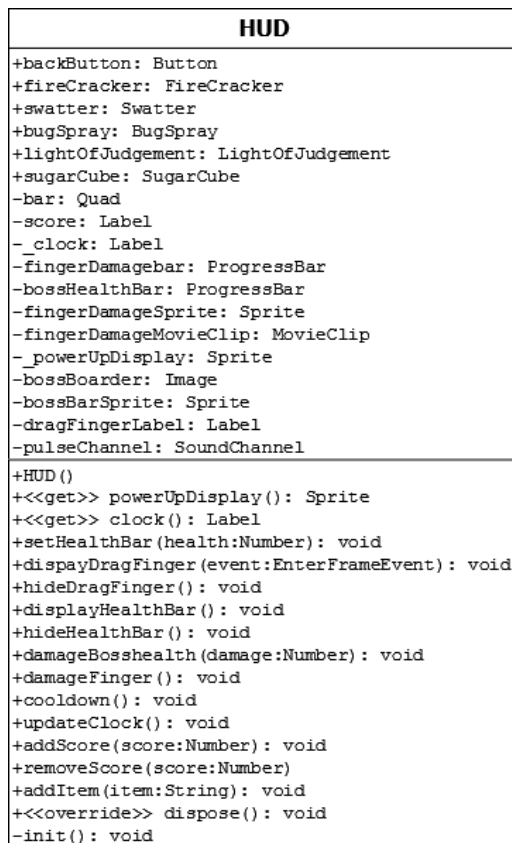 HUD
+backButton: Button
+fireCracker: FireCracker
+swatter: Swatter
+bugSpray: BugSpray
+lightOfJudgement: LightOfJudgement
+sugarCube: SugarCube
-bar: Quad
-score: Label
-_clock: Label
-fingerDamagebar: ProgressBar
-bossHealthBar: ProgressBar
-fingerDamageSprite: Sprite
-fingerDamageMovieClip: MovieClip
-_powerUpDisplay: Sprite
-bossBoarder: Image
-bossBarSprite: Sprite
-dragFingerLabel: Label
-pulseChannel: SoundChannel
+HUD()
+<<get>> powerUpDisplay(): Sprite
+<<get>> clock(): Label
+setHealthBar(health:Number): void
+dispayDragFinger(event:EnterFrameEvent): void
+hideDragFinger(): void
+displayHealthBar(): void
+hideHealthBar(): void
+damageBosshealth(damage:Number): void
+damageFinger(): void
+cooldown(): void
+updateClock(): void
+addScore(score:Number): void
+removeScore(score:Number)
+addItem(item:String): void
+<<override>> dispose(): void
-init(): void